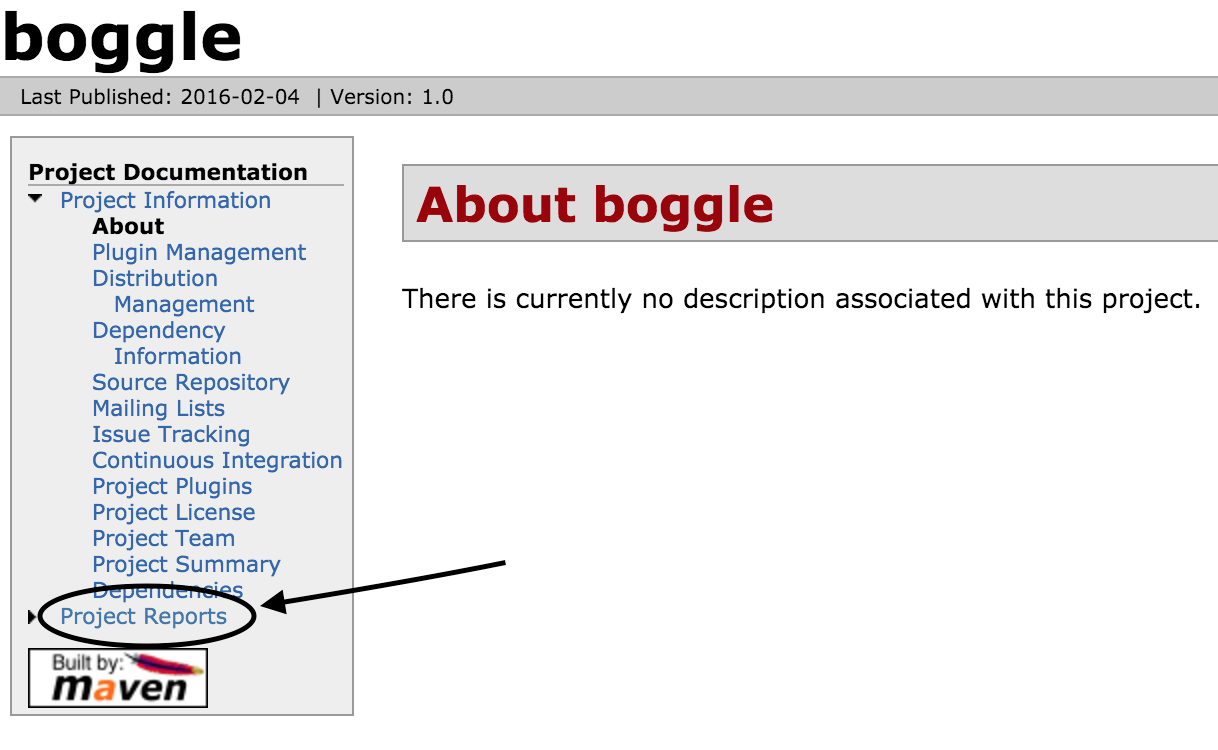 boggle
Last Published: 2016-02-04 | Version: 1.0
Project Documentation
Project Information
About
Plugin Management
Distribution
Management
Dependency
Information
Source Repository
Mailing Lists
Issue Tracking
Continuous Integration
Project Plugins
Project License
Project Team
Project Summary
Dependencies
Project Reports
Built by:
maven
About boggle
There is currently no description associated with this project.